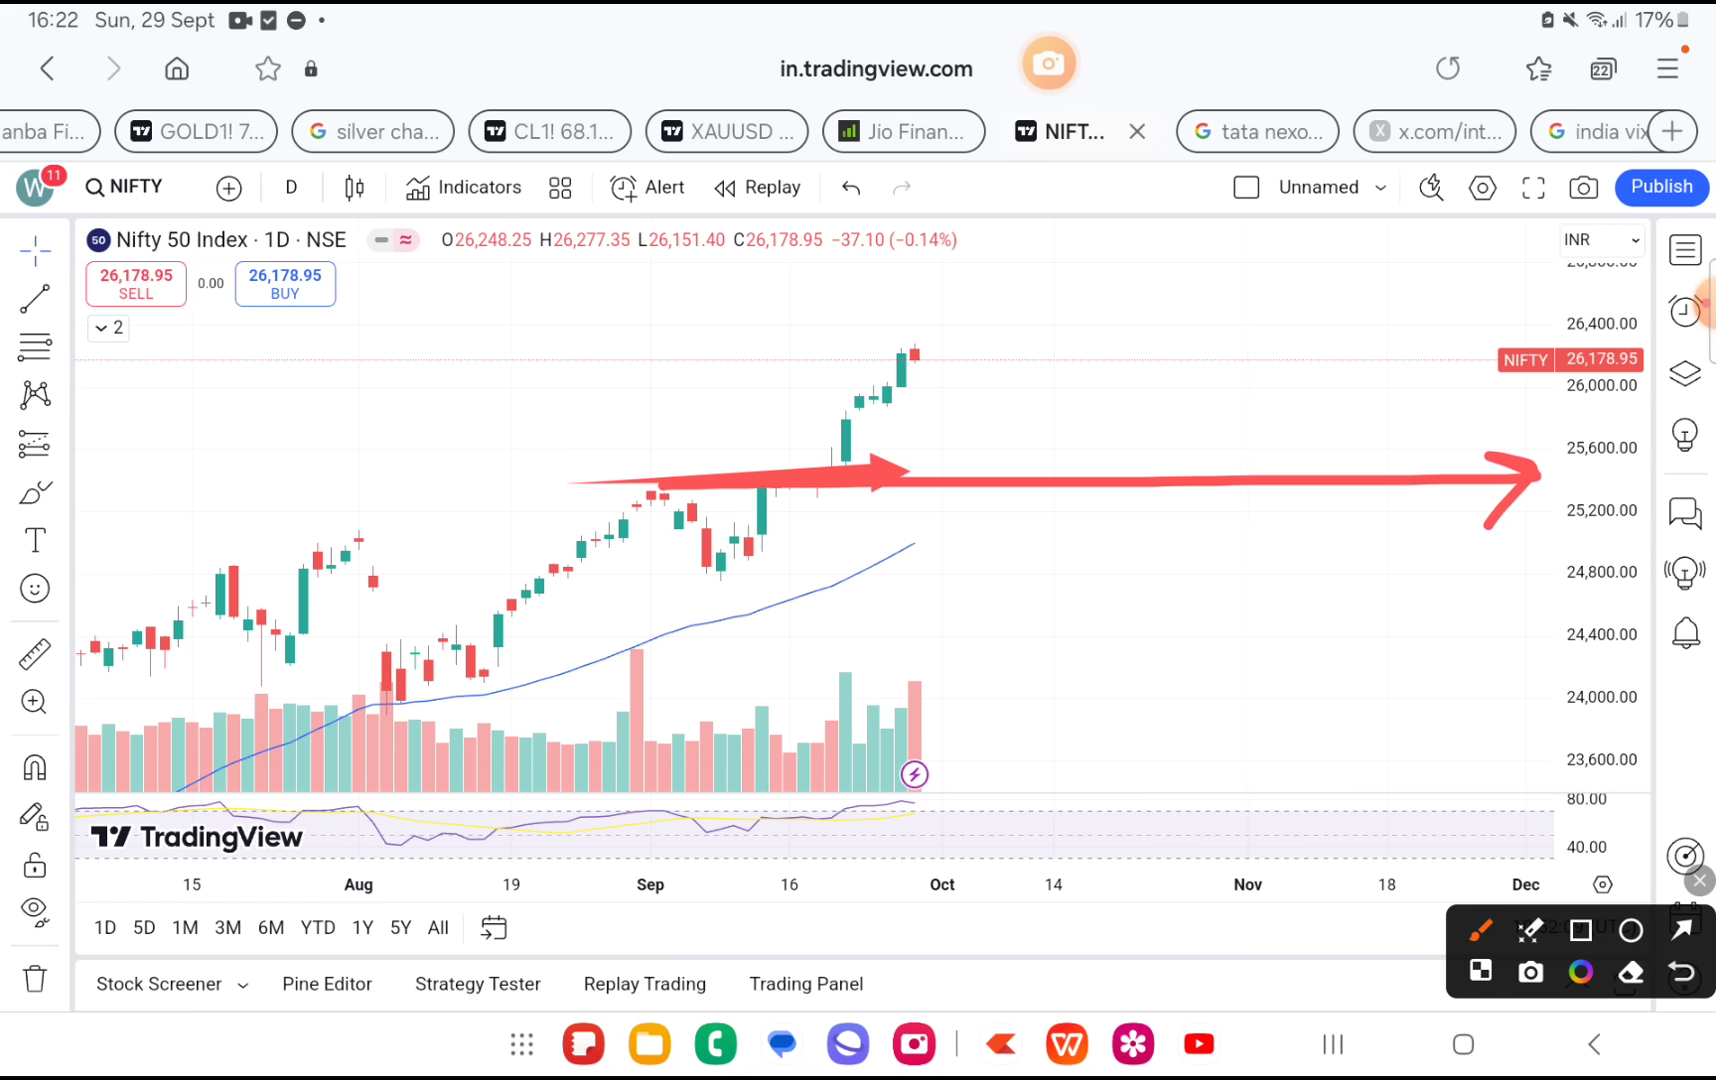 16:22 Sun, 29 Sept 17%
in.tradingview.com
22
anba Fi... GOLD1! 7... silver cha... CL1! 68.1... XAUUSD ... Jio Finan... NIFT... tata nexo... x.com/int... india vix
W 11 NIFTY D Indicators Alert Replay Unnamed Publish
50 Nifty 50 Index · 1D · NSE O26,248.25 H26,277.35 L26,151.40 C26,178.95 −37.10 (−0.14%) INR
26,178.95 SELL 0.00 26,178.95 BUY
2
26,400.00
NIFTY 26,178.95
26,000.00
25,600.00
25,200.00
24,800.00
24,400.00
24,000.00
23,600.00
80.00
TradingView
40.00
15 Aug 19 Sep 16 Oct 14 Nov 18 Dec
1D 5D 1M 3M 6M YTD 1Y 5Y All
Stock Screener Pine Editor Strategy Tester Replay Trading Trading Panel